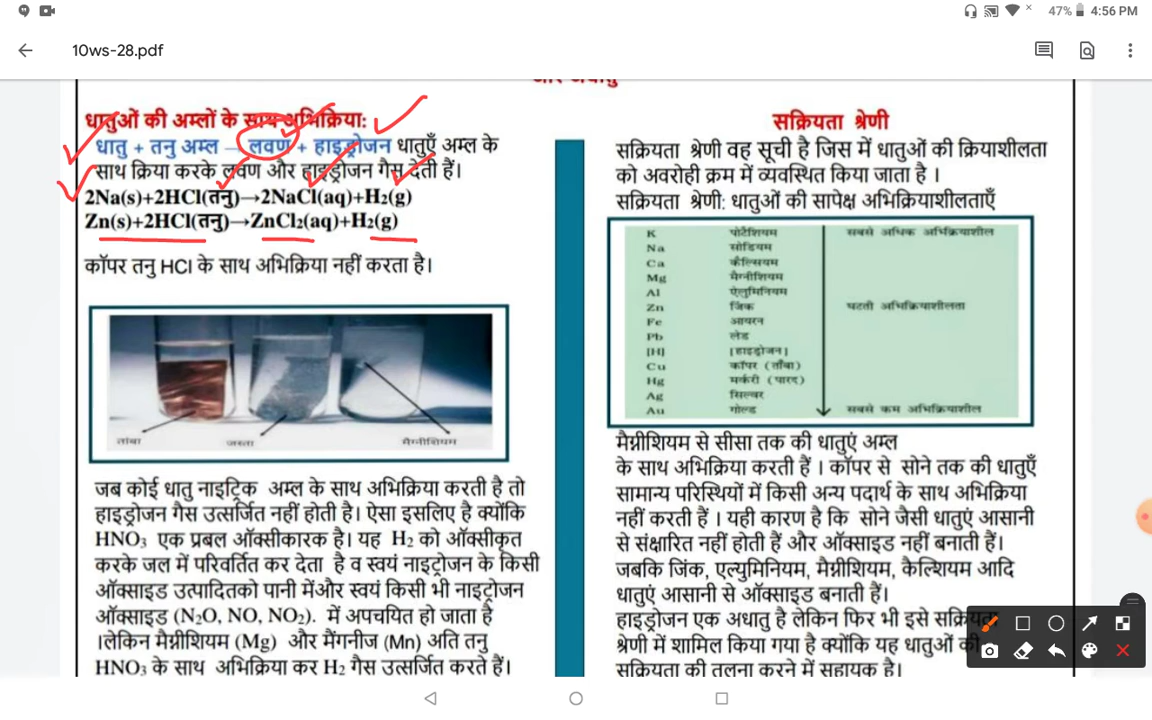 47% 4:56 PM
10ws-28.pdf
धातुओं की अम्लों के साथ अभिक्रिया:
धातु + तनु अम्ल → लवण + हाइड्रोजन धातुएँ अम्ल के
साथ क्रिया करके लवण और हाइड्रोजन गैस देती हैं।
2Na(s)+2HCl(तनु)→2NaCl(aq)+H₂(g)
Zn(s)+2HCl(तनु)→ZnCl₂(aq)+H₂(g)
कॉपर तनु HCI के साथ अभिक्रिया नहीं करता है।
तांबा जस्ता मैग्नीशियम
जब कोई धातु नाइट्रिक अम्ल के साथ अभिक्रिया करती है तो
हाइड्रोजन गैस उत्सर्जित नहीं होती है। ऐसा इसलिए है क्योंकि
HNO₃ एक प्रबल ऑक्सीकारक है। यह H₂ को ऑक्सीकृत
करके जल में परिवर्तित कर देता है व स्वयं नाइट्रोजन के किसी
ऑक्साइड उत्पादितको पानी मेंऔर स्वयं किसी भी नाइट्रोजन
ऑक्साइड (N₂O, NO, NO₂). में अपचयित हो जाता है
।लेकिन मैग्नीशियम (Mg) और मैंगनीज (Mn) अति तनु
HNO₃ के साथ अभिक्रिया कर H₂ गैस उत्सर्जित करते हैं।
सक्रियता श्रेणी
सक्रियता श्रेणी वह सूची है जिस में धातुओं की क्रियाशीलता
को अवरोही क्रम में व्यवस्थित किया जाता है ।
सक्रियता श्रेणी: धातुओं की सापेक्ष अभिक्रियाशीलताएँ
K पोटैशियम सबसे अधिक अभिक्रियाशील
Na सोडियम
Ca कैल्सियम
Mg मैग्नीशियम
Al ऐलुमिनियम
Zn जिंक घटती अभिक्रियाशीलता
Fe आयरन
Pb लेड
[H] [हाइड्रोजन]
Cu कॉपर (ताँबा)
Hg मर्करी (पारद)
Ag सिल्वर
Au गोल्ड सबसे कम अभिक्रियाशील
मैग्नीशियम से सीसा तक की धातुएं अम्ल
के साथ अभिक्रिया करती हैं । कॉपर से सोने तक की धातुएँ
सामान्य परिस्थियों में किसी अन्य पदार्थ के साथ अभिक्रिया
नहीं करती हैं । यही कारण है कि सोने जैसी धातुएं आसानी
से संक्षारित नहीं होती हैं और ऑक्साइड नहीं बनाती हैं।
जबकि जिंक, एल्युमिनियम, मैग्नीशियम, कैल्शियम आदि
धातुएं आसानी से ऑक्साइड बनाती हैं।
हाइड्रोजन एक अधातु है लेकिन फिर भी इसे सक्रियता
श्रेणी में शामिल किया गया है क्योंकि यह धातुओं की
सक्रियता की तुलना करने में सहायक है।